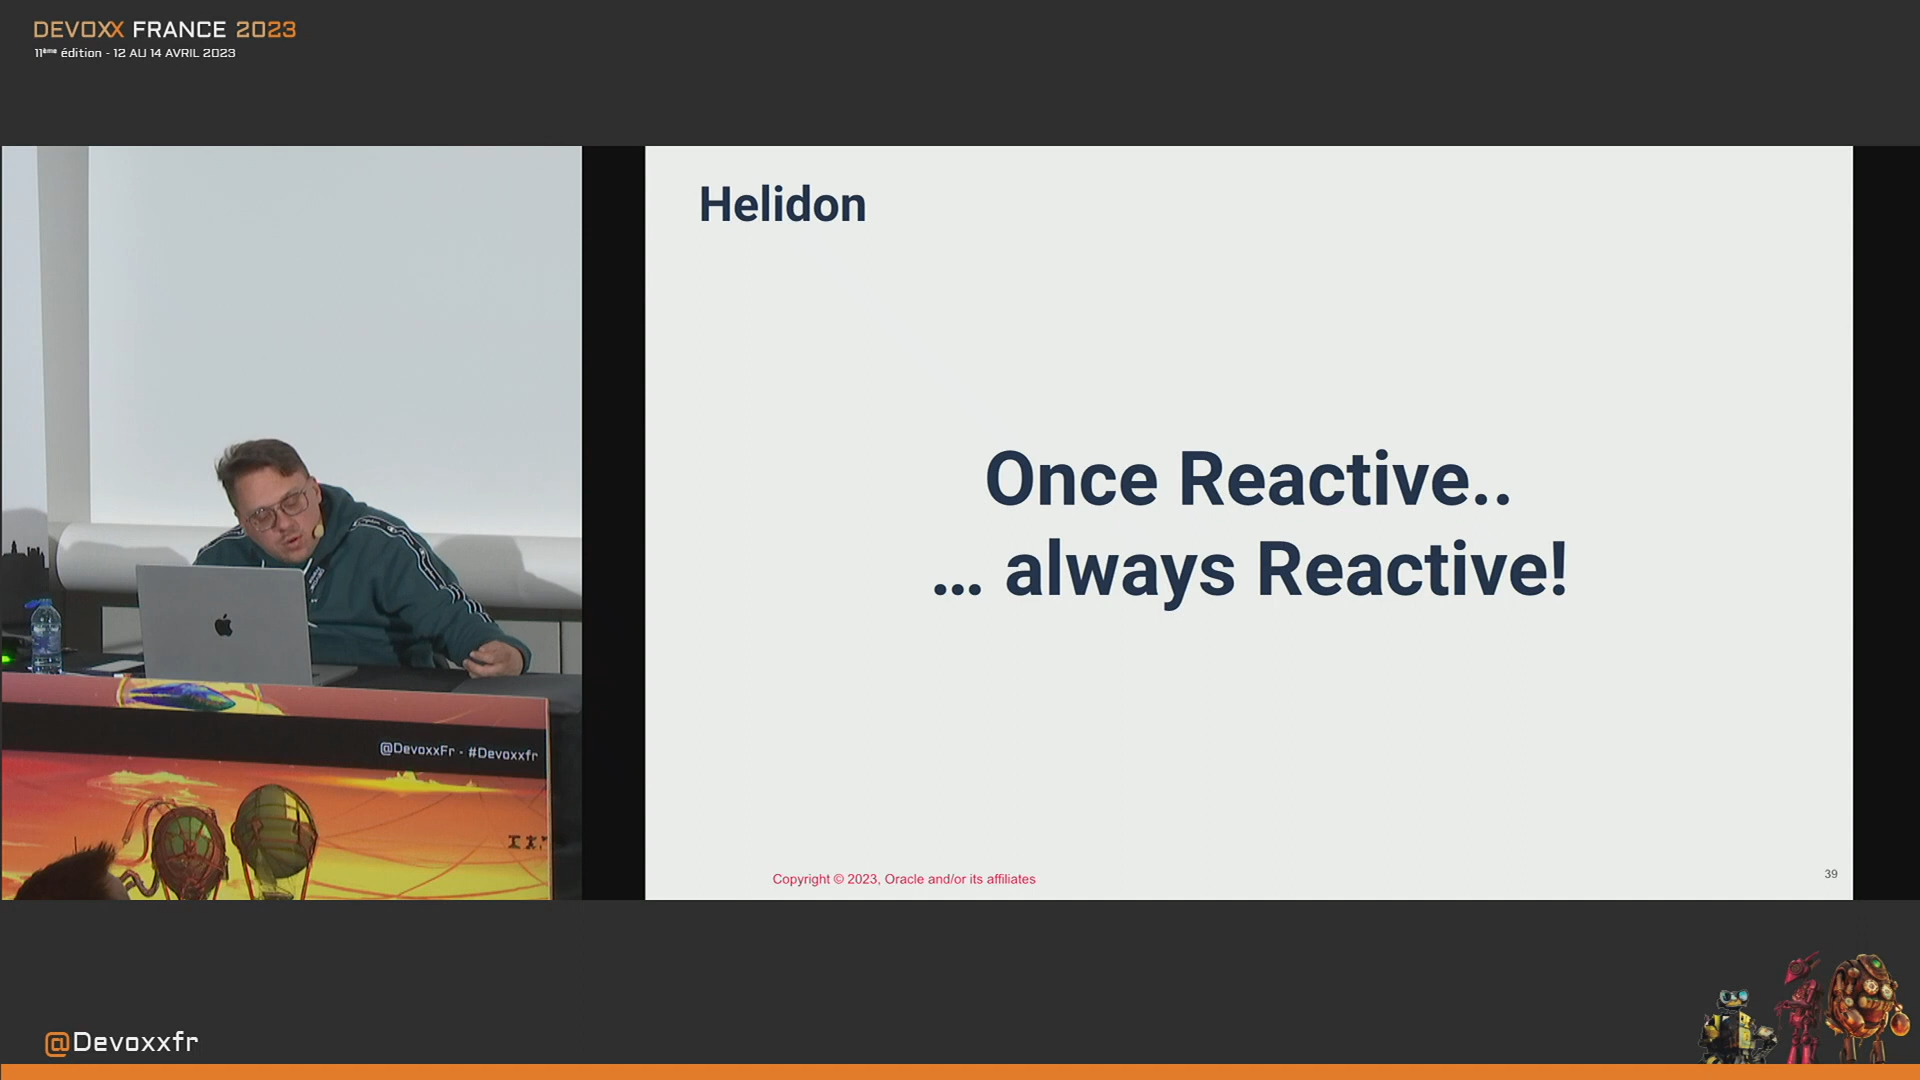 DEVOXX FRANCE 2023
11ème édition - 12 AU 14 AVRIL 2023
Helidon
Once Reactive..
... always Reactive!
@DevoxxFr - #Devoxxfr
Copyright © 2023, Oracle and/or its affiliates
39
@Devoxxfr